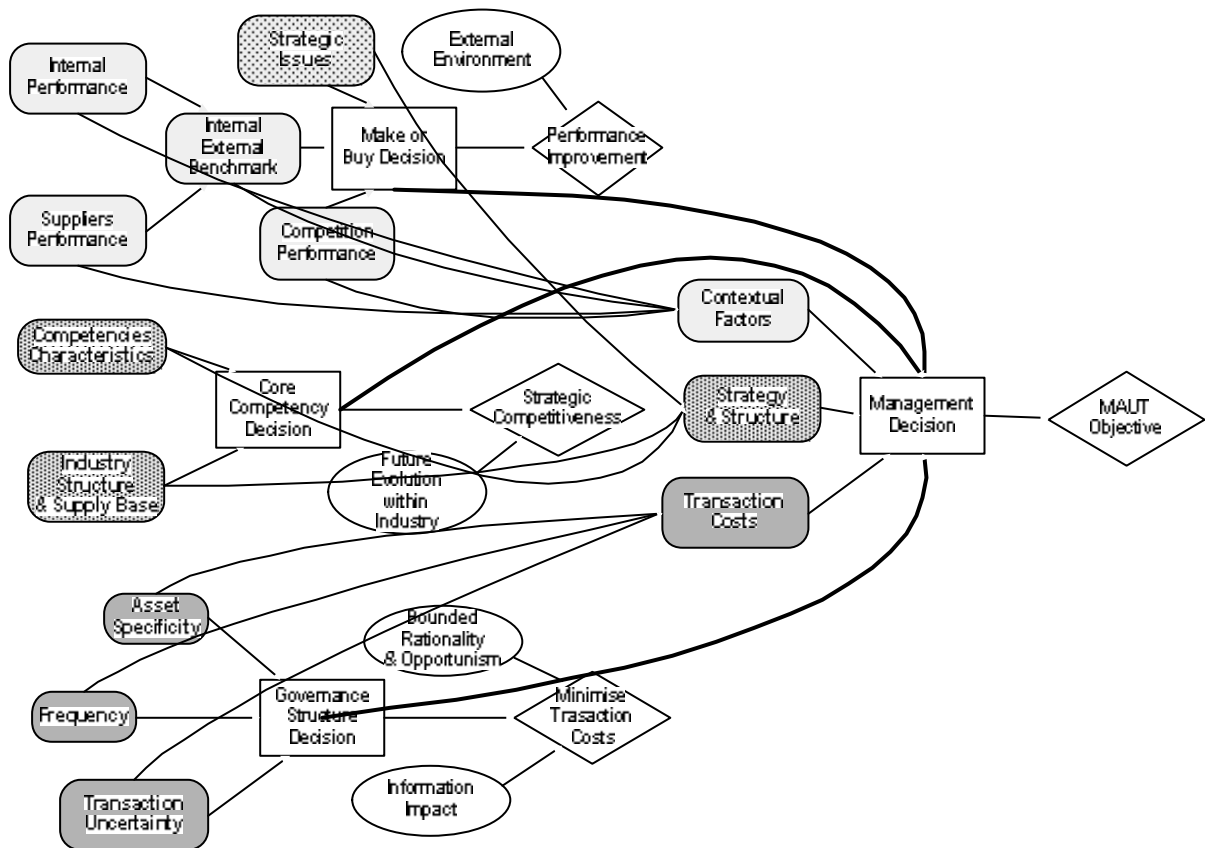 Strategic
Issues
External
Environment
Internal
Performance
Internal
External
Benchmark
Make or
Buy Decision
Performance
Improvement
Suppliers
Performance
Competition
Performance
Contextual
Factors
Competencies
Characteristics
Core
Competency
Decision
Strategic
Competitiveness
Strategy
& Structure
Management
Decision
MAUT
Objective
Industry
Structure
& Supply Base
Future
Evolution
within
Industry
Transaction
Costs
Asset
Specificity
Bounded
Rationality
& Opportunism
Frequency
Governance
Structure
Decision
Minimise
Trasaction
Costs
Transaction
Uncertainty
Information
Impact